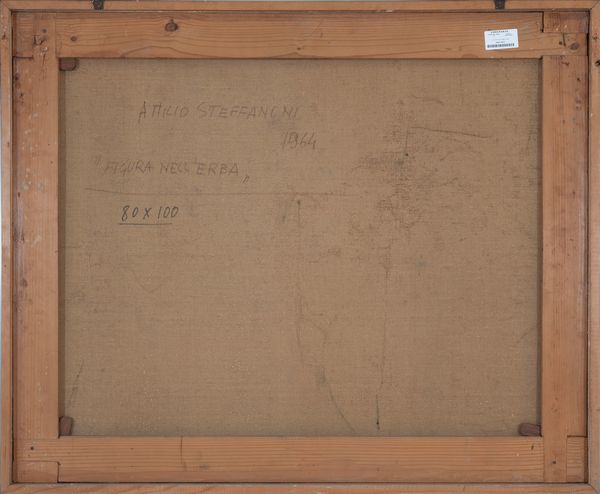 ATTILIO STEFFANONI
1964
"FIGURA NELL'ERBA"
80 X 100